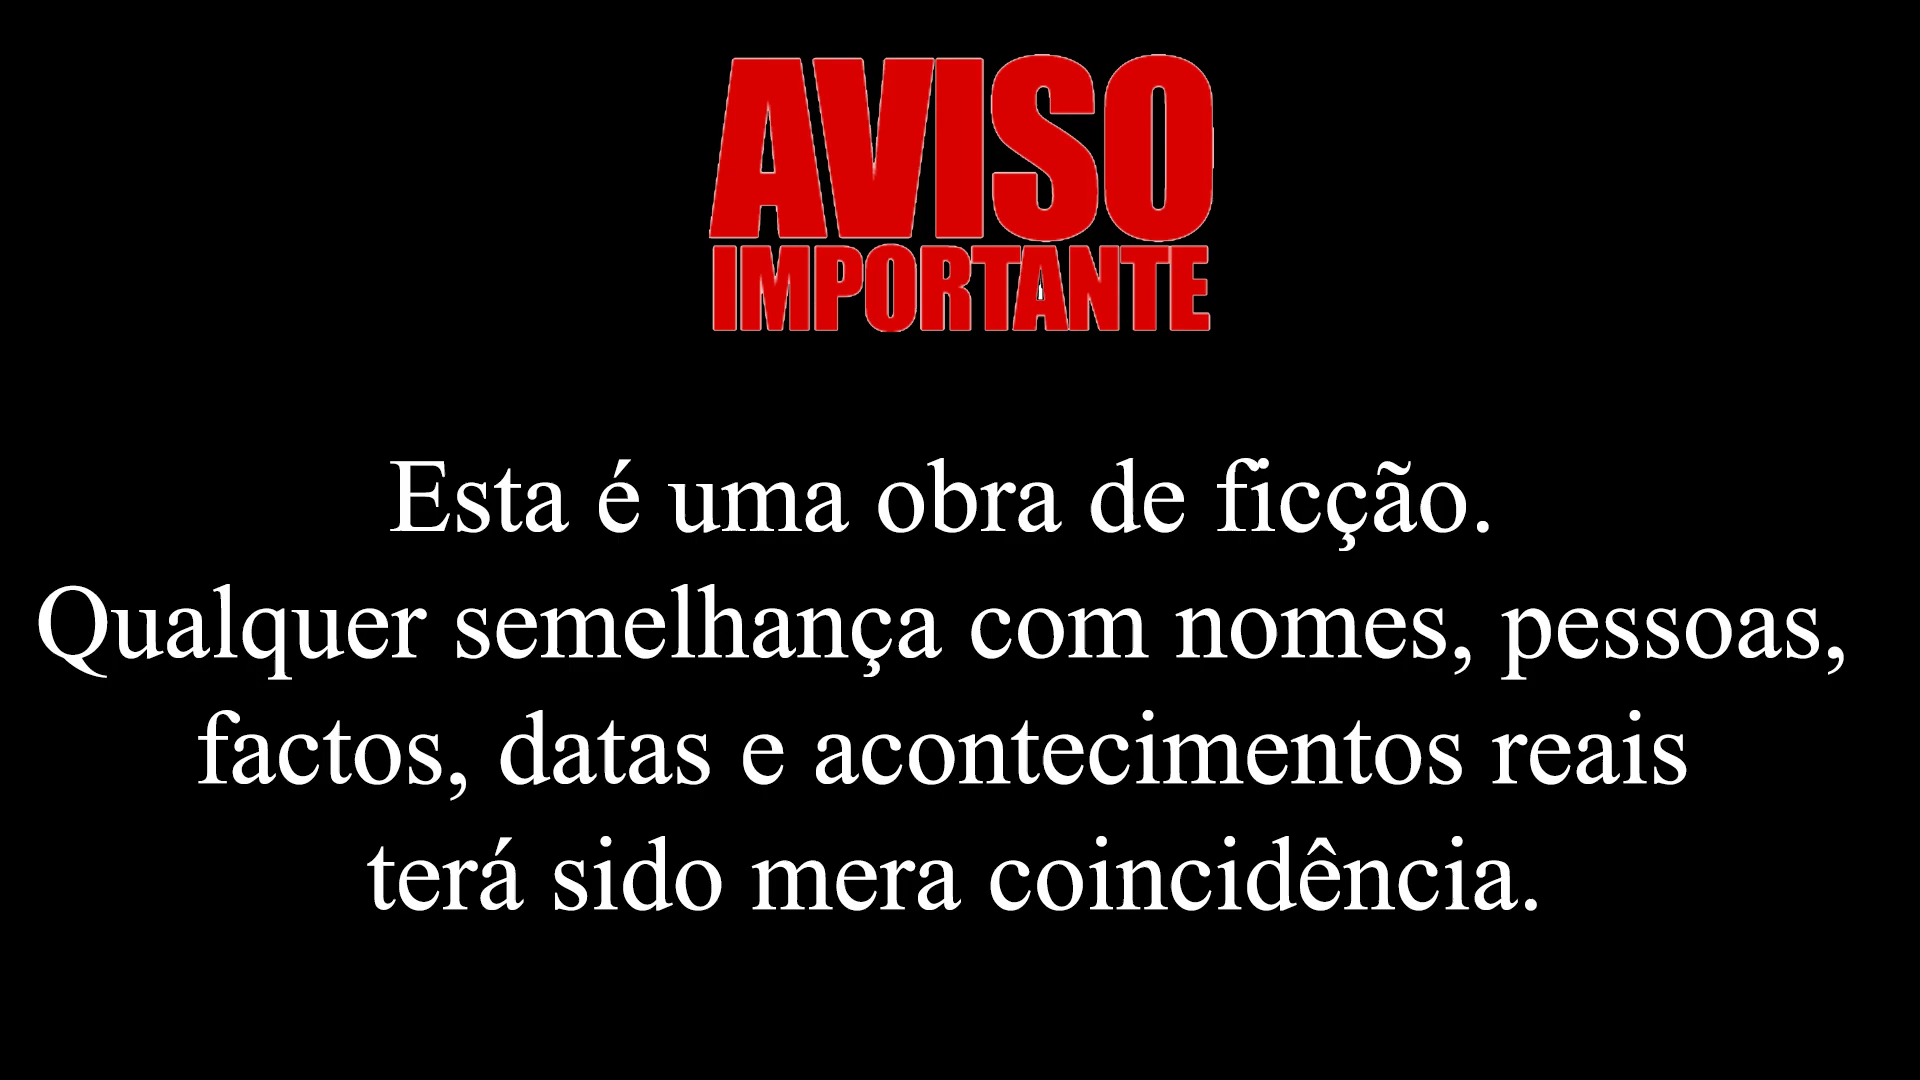 AVISO
IMPORTANTE
Esta é uma obra de ficção.
Qualquer semelhança com nomes, pessoas,
factos, datas e acontecimentos reais
terá sido mera coincidência.